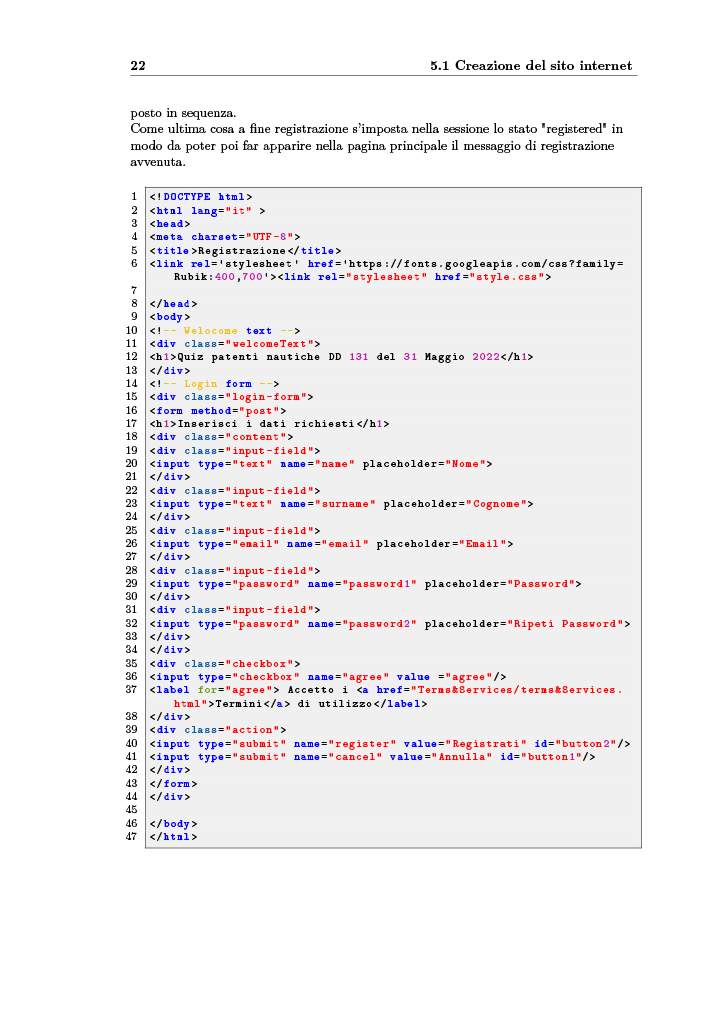 22 5.1 Creazione del sito internet
posto in sequenza.
Come ultima cosa a fine registrazione s'imposta nella sessione lo stato "registered" in
modo da poter poi far apparire nella pagina principale il messaggio di registrazione
avvenuta.
1 <!DOCTYPE html>
2 <html lang="it" >
3 <head>
4 <meta charset="UTF-8">
5 <title>Registrazione</title>
6 <link rel='stylesheet' href='https://fonts.googleapis.com/css?family=
Rubik:400,700'><link rel="stylesheet" href="style.css">
7
8 </head>
9 <body>
10 <!-- Welocome text -->
11 <div class="welcomeText">
12 <h1>Quiz patenti nautiche DD 131 del 31 Maggio 2022</h1>
13 </div>
14 <!-- Login form -->
15 <div class="login-form">
16 <form method="post">
17 <h1>Inserisci i dati richiesti</h1>
18 <div class="content">
19 <div class="input-field">
20 <input type="text" name="name" placeholder="Nome">
21 </div>
22 <div class="input-field">
23 <input type="text" name="surname" placeholder="Cognome">
24 </div>
25 <div class="input-field">
26 <input type="email" name="email" placeholder="Email">
27 </div>
28 <div class="input-field">
29 <input type="password" name="password1" placeholder="Password">
30 </div>
31 <div class="input-field">
32 <input type="password" name="password2" placeholder="Ripeti Password">
33 </div>
34 </div>
35 <div class="checkbox">
36 <input type="checkbox" name="agree" value ="agree"/>
37 <label for="agree"> Accetto i <a href="Terms&Services/terms&Services.
html">Termini</a> di utilizzo</label>
38 </div>
39 <div class="action">
40 <input type="submit" name="register" value="Registrati" id="button2"/>
41 <input type="submit" name="cancel" value="Annulla" id="button1"/>
42 </div>
43 </form>
44 </div>
45
46 </body>
47 </html>